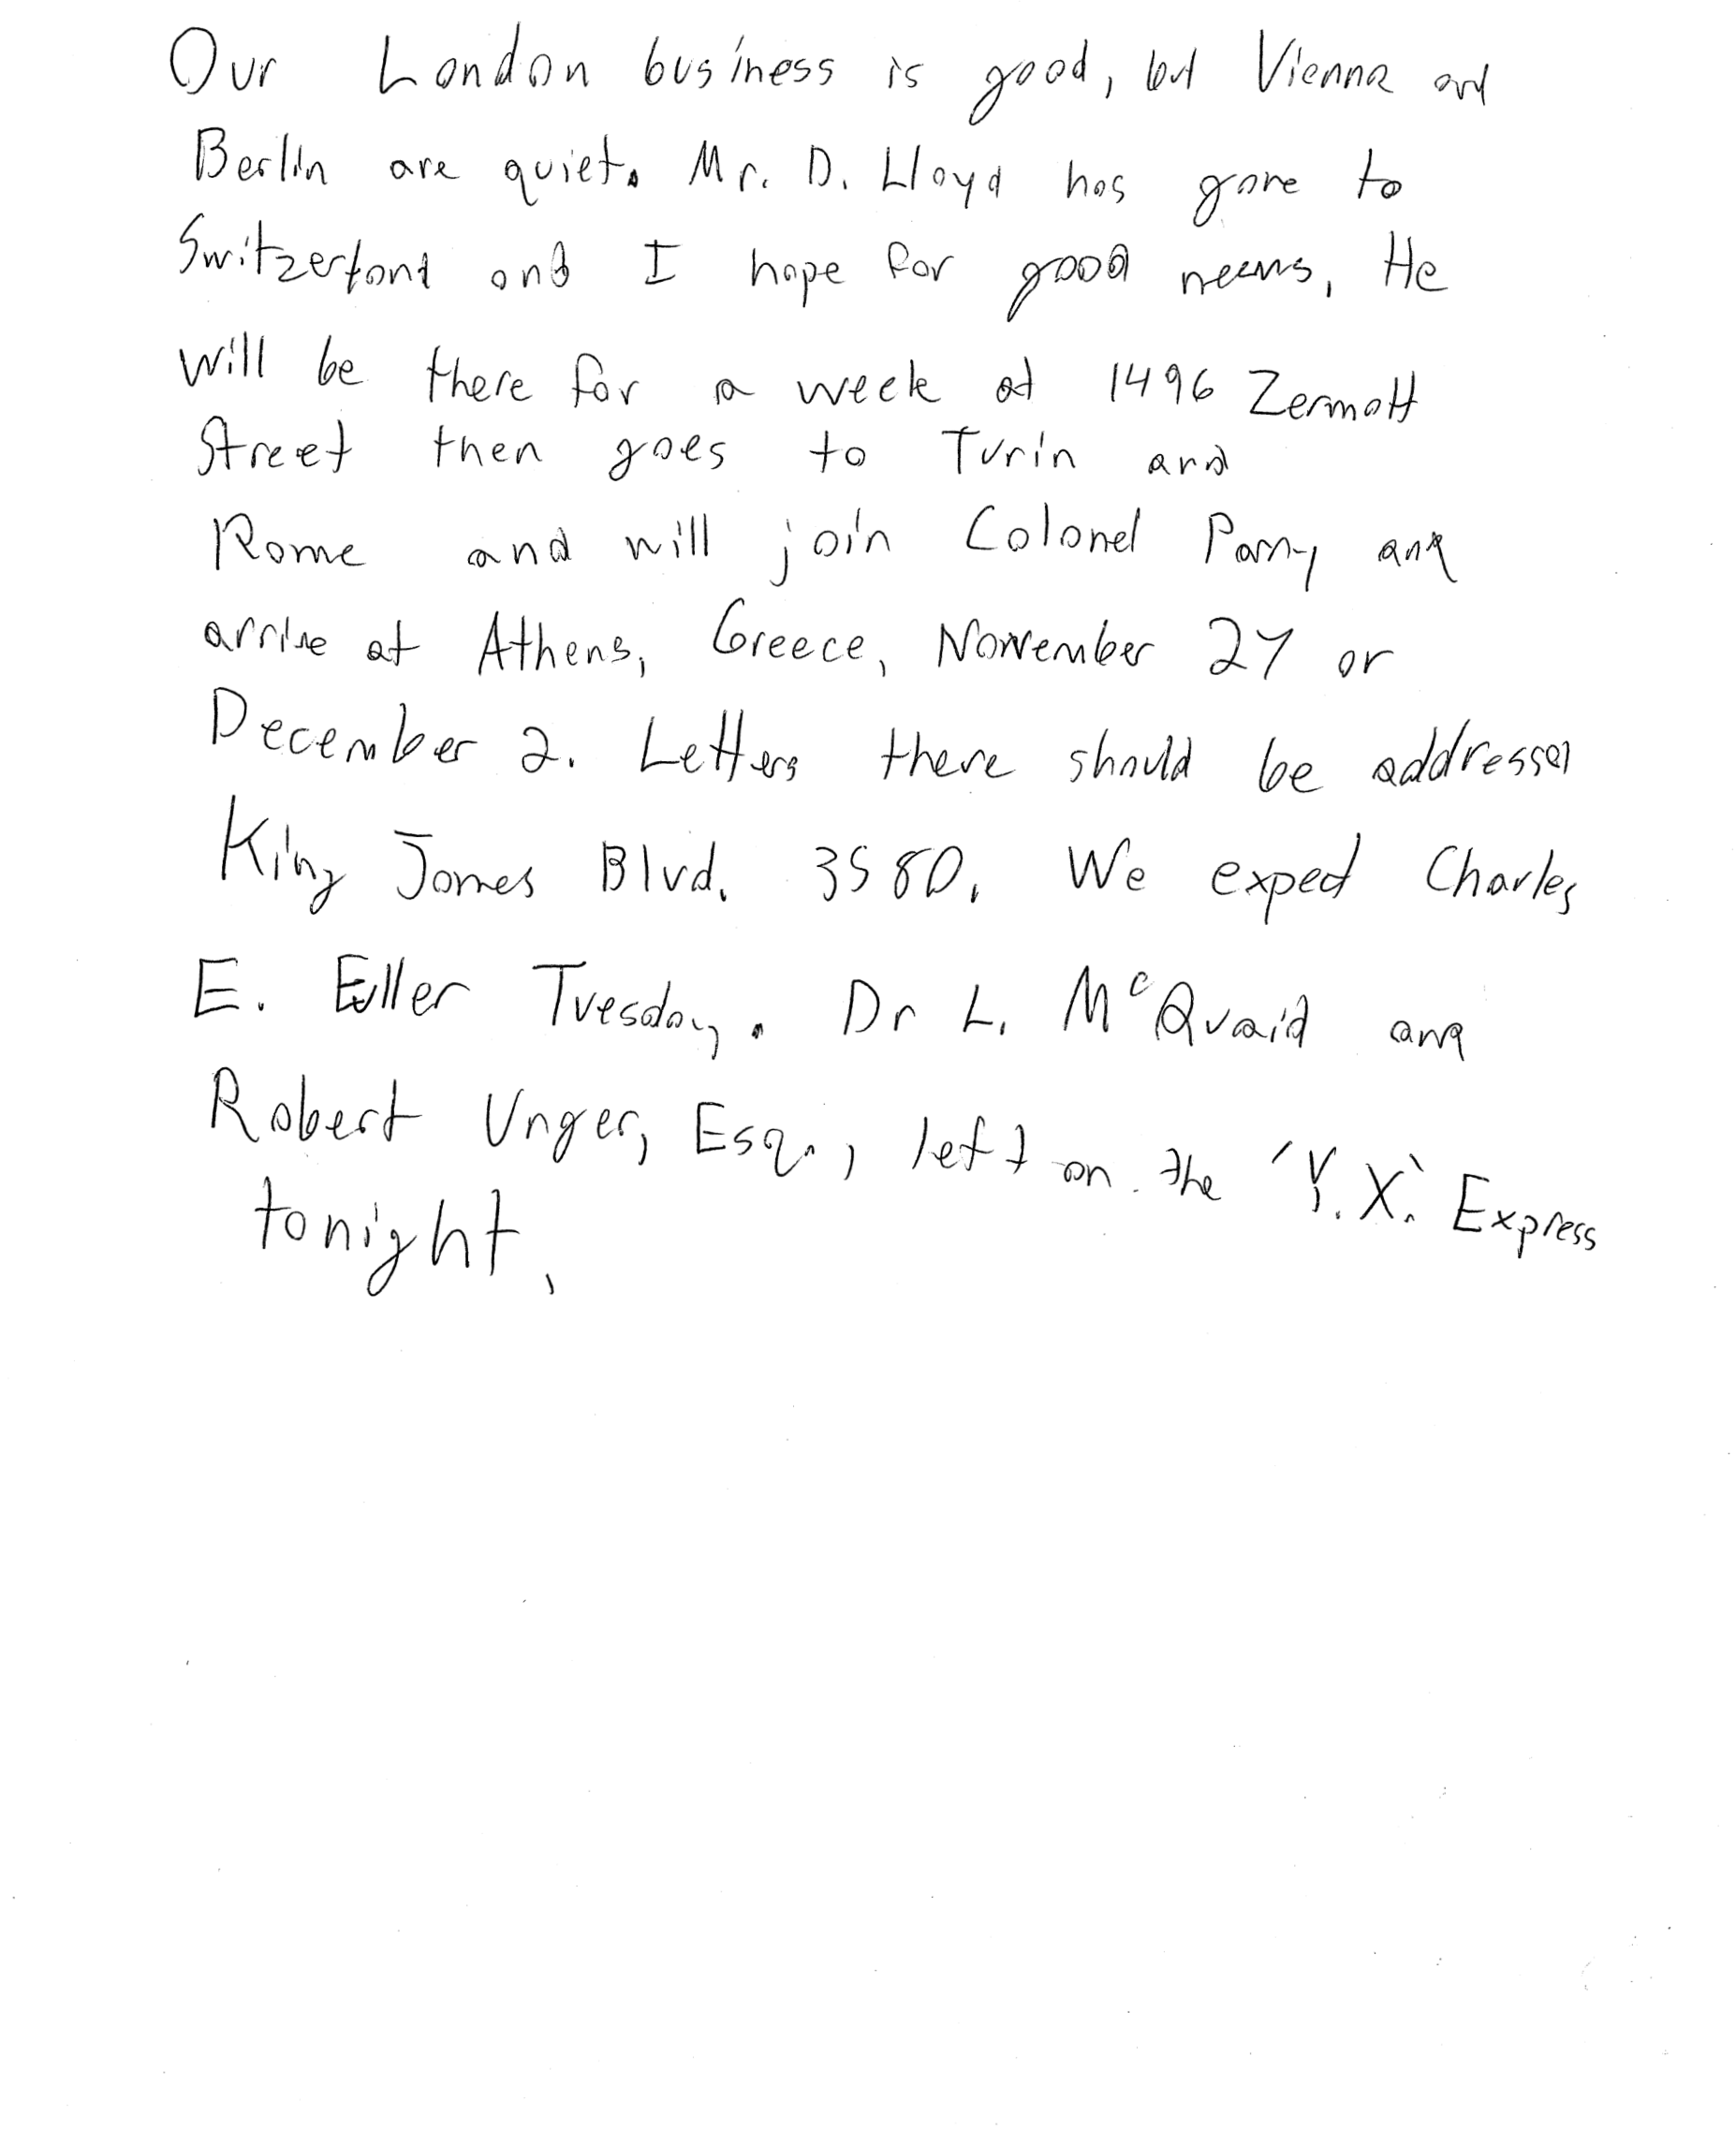 Our London business is good, but Vienna and
Berlin are quiet. Mr. D. Lloyd has gone to
Switzerland and I hope for good news. He
will be there for a week at 1496 Zermott
Street then goes to Turin and
Rome and will join Colonel Parry and
arrive at Athens, Greece, November 27 or
December 2. Letters there should be addressed
King James Blvd. 3580. We expect Charles
E. Fuller Tuesday. Dr L. McQuaid and
Robert Unger, Esq., left on the 'Y.X.' Express
tonight.